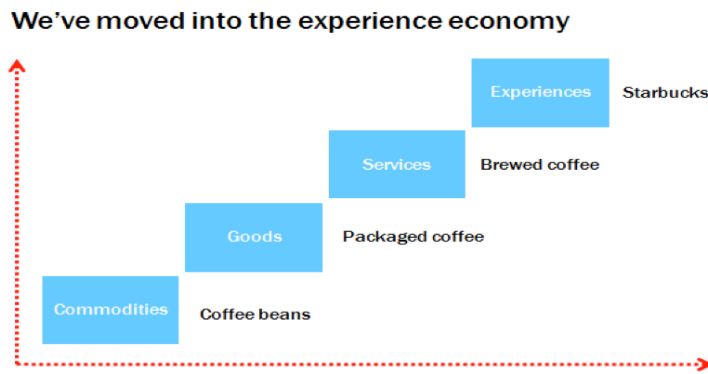 We've moved into the experience economy
Experiences
Starbucks
Services
Brewed coffee
Goods
Packaged coffee
Commodities
Coffee beans